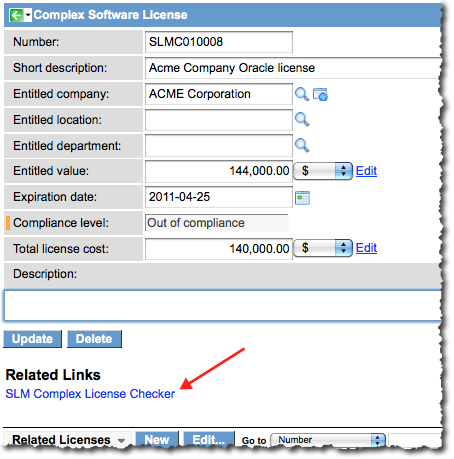 Complex Software License
Number: SLMC010008
Short description: Acme Company Oracle license
Entitled company: ACME Corporation
Entitled location:
Entitled department:
Entitled value: 144,000.00 $ Edit
Expiration date: 2011-04-25
Compliance level: Out of compliance
Total license cost: 140,000.00 $ Edit
Description:
Update Delete
Related Links
SLM Complex License Checker
Related Licenses New Edit... Go to Number